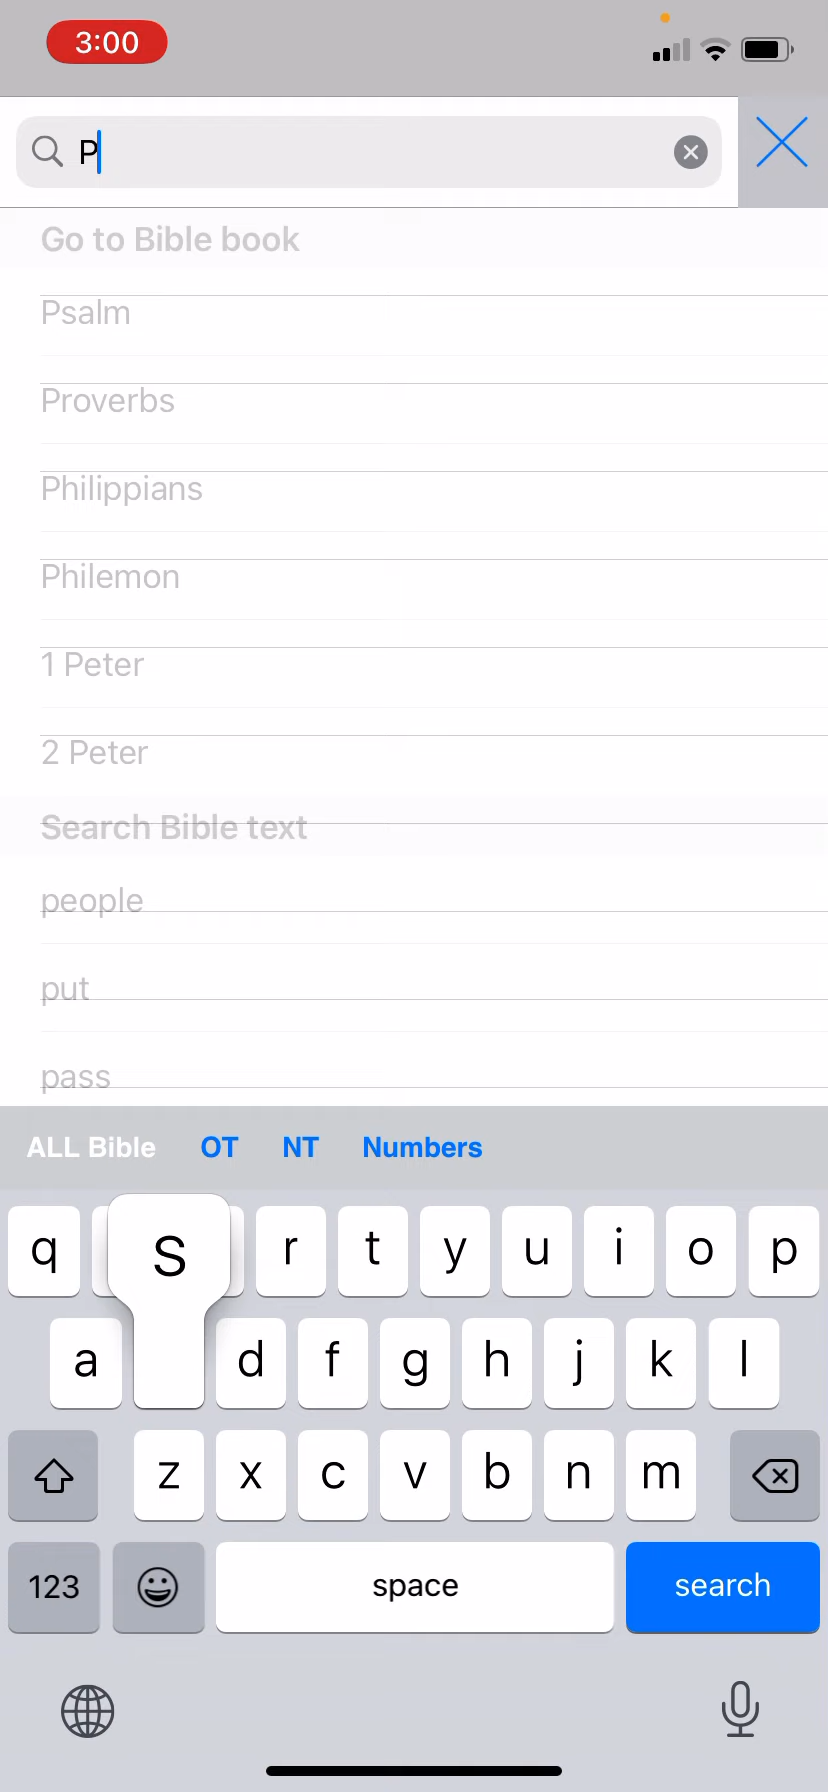 3:00
P
Go to Bible book
Psalm
Proverbs
Philippians
Philemon
1 Peter
2 Peter
Search Bible text
people
put
pass
ALL Bible OT NT Numbers
q r t y u i o p
a s d f g h j k l
z x c v b n m
123 space search